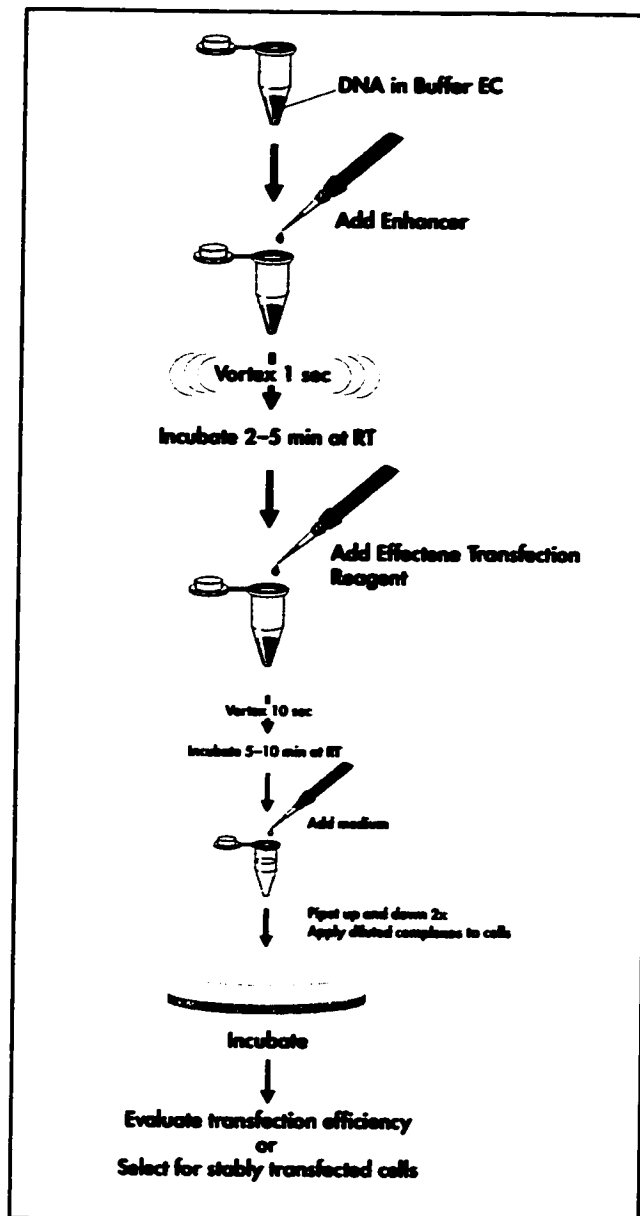 DNA in Buffer EC
Add Enhancer
Vortex 1 sec
Incubate 2–5 min at RT
Add Effectene Transfection
Reagent
Vortex 10 sec
Incubate 5–10 min at RT
Add medium
Pipet up and down 2x
Apply diluted complexes to cells
Incubate
Evaluate transfection efficiency
or
Select for stably transfected cells